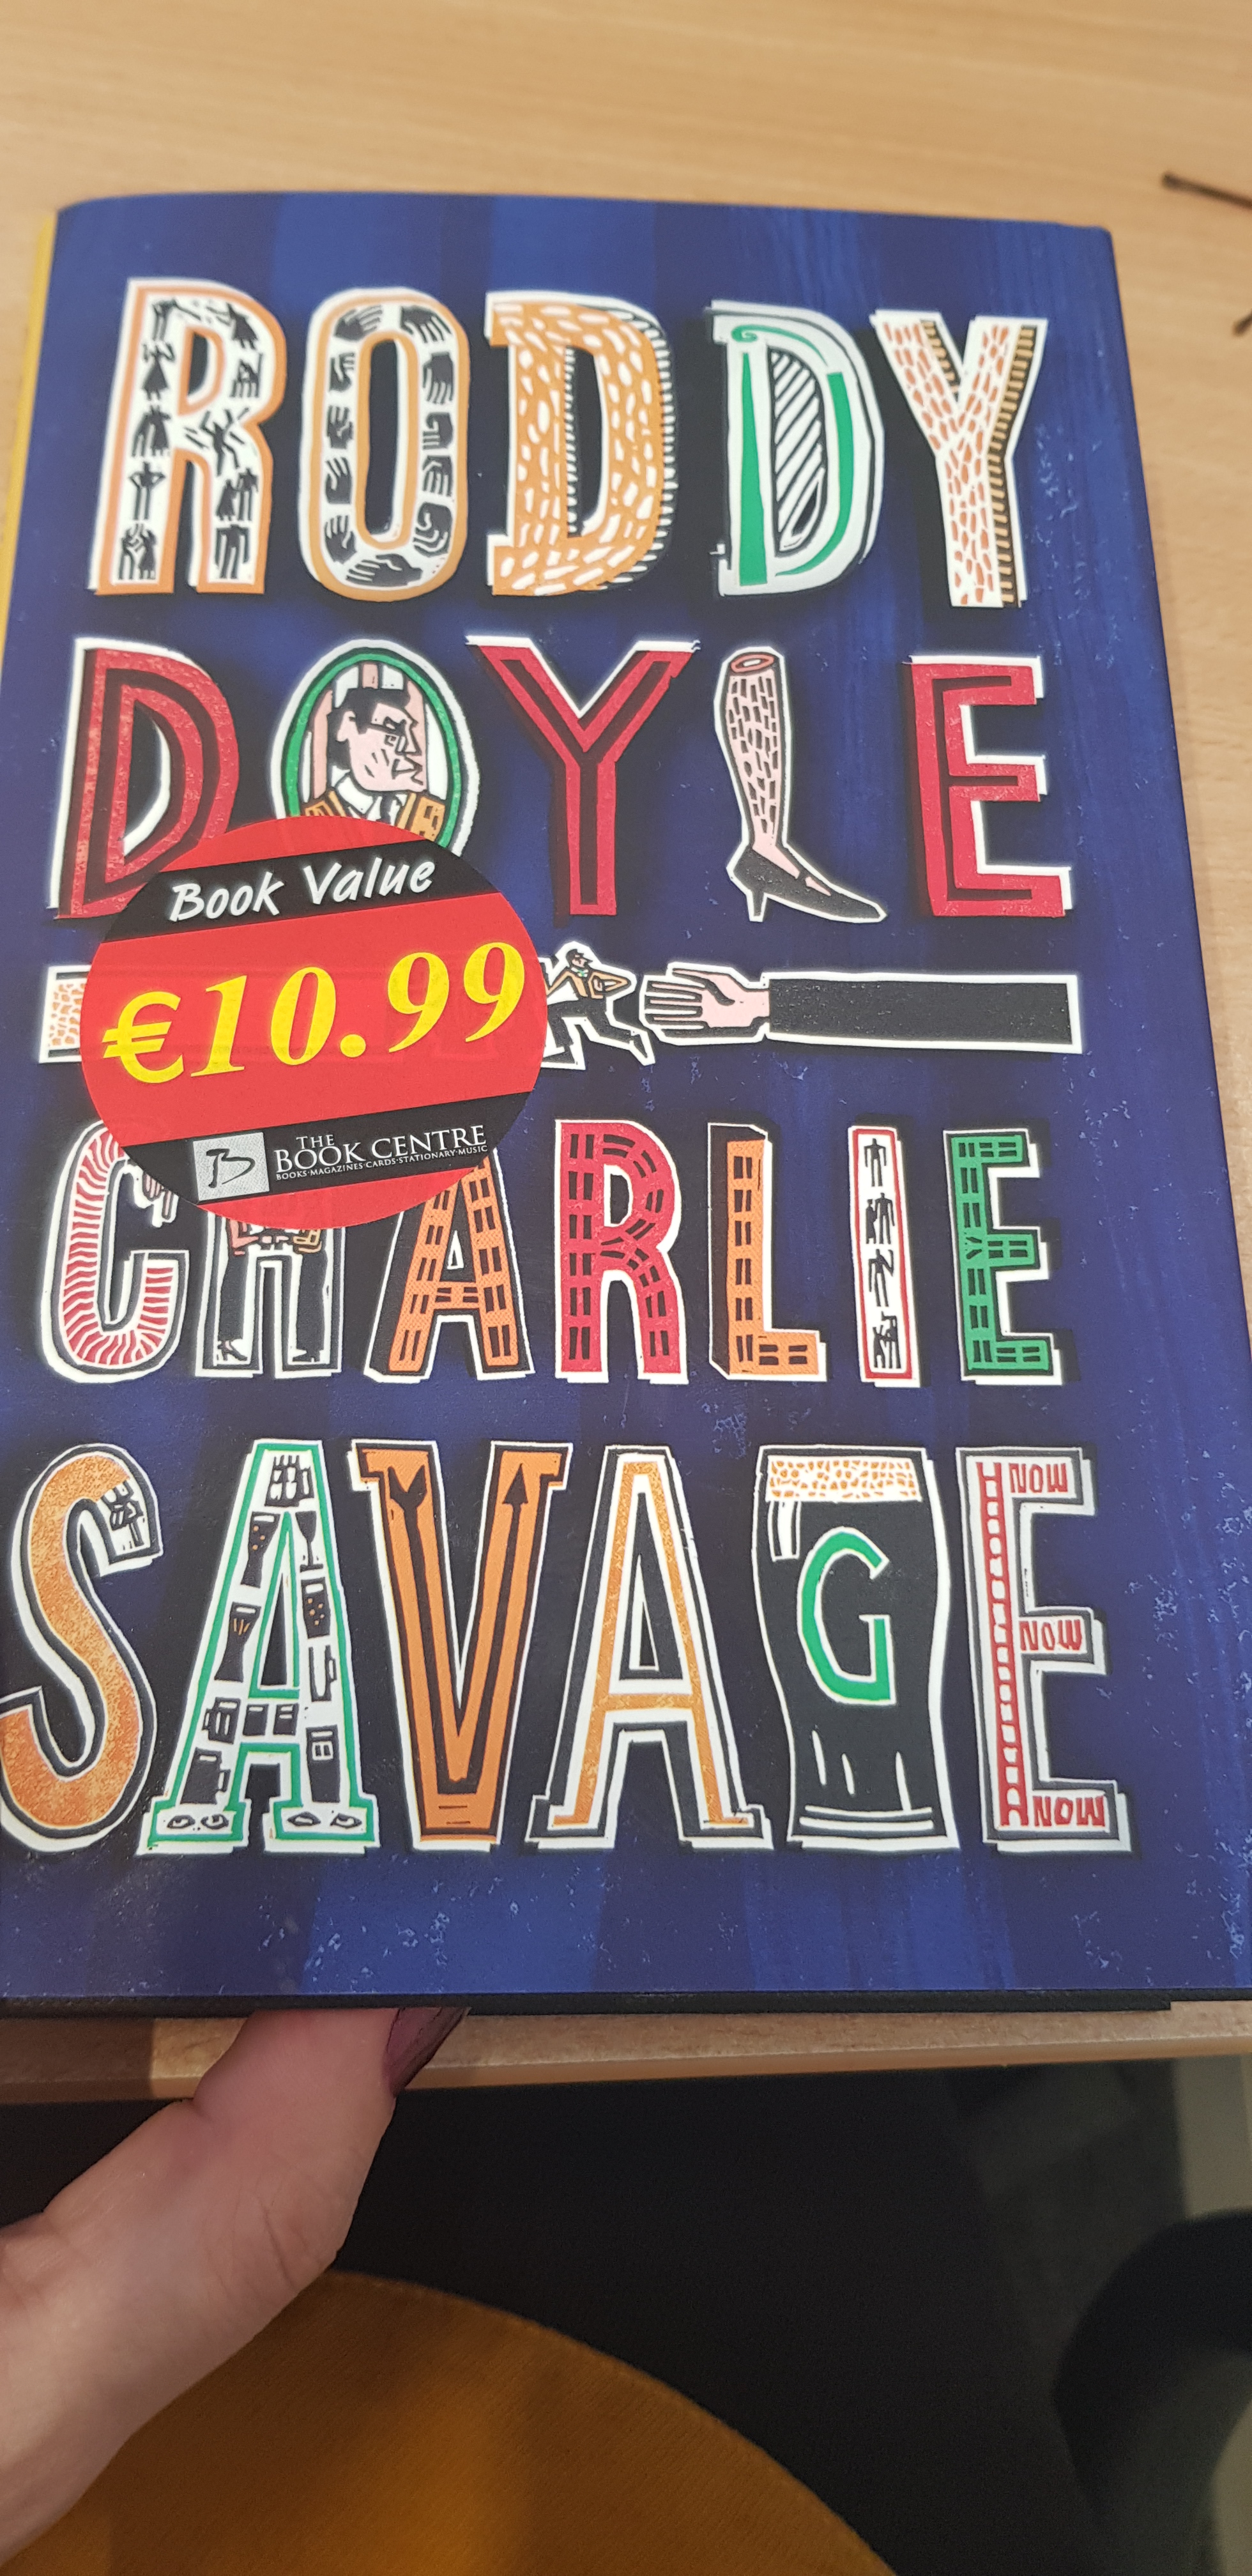 RODDY
DOYLE
Book Value
€10.99
THE
BOOK CENTRE
BOOKS·MAGAZINES·CARDS·STATIONARY·MUSIC
CHARLIE
SAVAGE
NOW
NOW
NOW